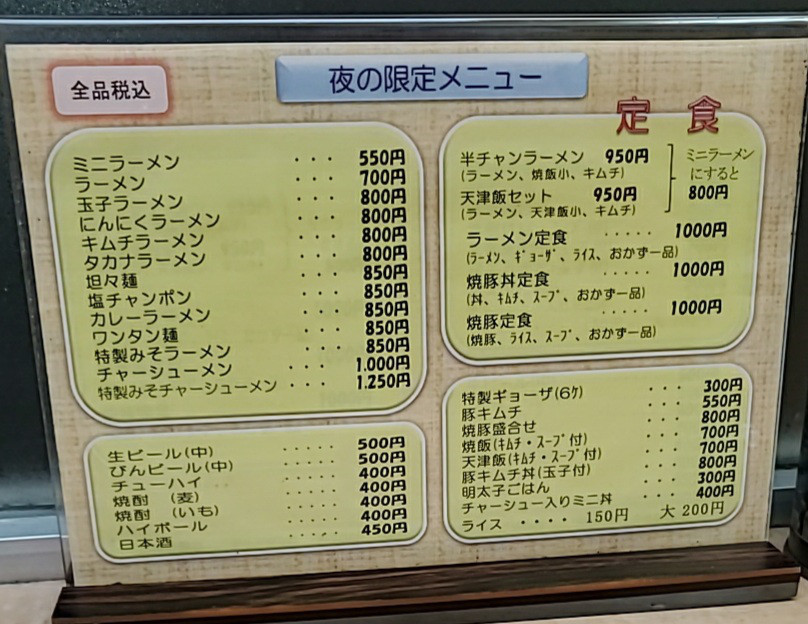 全品税込
夜の限定メニュー
ミニラーメン ・・・ 550円
ラーメン 700円
玉子ラーメン ・・・ 800円
にんにくラーメン ・・・ 800円
キムチラーメン ・・・ 800円
タカナラーメン ・・・ 800円
坦々麺 ・・・ 850円
塩チャンポン ・・・ 850円
カレーラーメン ・・・ 850円
ワンタン麺 ・・・ 850円
特製みそラーメン ・・・ 850円
チャーシューメン ・・・ 1.000円
特製みそチャーシューメン ・・・ 1.250円
生ビール(中) ・・・・・ 500円
びんビール(中) ・・・・・ 500円
チューハイ ・・・・・ 400円
焼酎 (麦) ・・・・・ 400円
焼酎 (いも) ・・・・・ 400円
ハイボール ・・・・・ 400円
日本酒 ・・・・・ 450円
定 食
半チャンラーメン 950円
(ラーメン、焼飯小、キムチ)
天津飯セット 950円
(ラーメン、天津飯小、キムチ)
ミニラーメン
にすると
800円
ラーメン定食 ・・・・・ 1000円
(ラーメン、ギョーザ、ライス、おかず一品)
焼豚丼定食 ・・・・・ 1000円
(丼、キムチ、スープ、おかず一品)
焼豚定食 ・・・・・ 1000円
(焼豚、ライス、スープ、おかず一品)
特製ギョーザ(6ケ) ・・・ 300円
豚キムチ ・・・ 550円
焼豚盛合せ ・・・ 800円
焼飯(キムチ・スープ付) ・・・ 700円
天津飯(キムチ・スープ付) ・・・ 700円
豚キムチ丼(玉子付) ・・・ 800円
明太子ごはん ・・・ 300円
チャーシュー入りミニ丼 ・・・ 400円
ライス ・・・・ 150円 大 200円